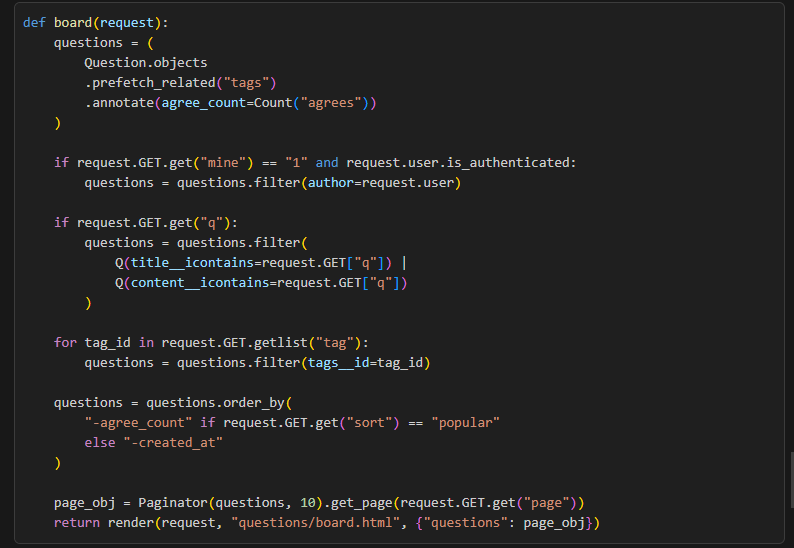 def board(request):
    questions = (
        Question.objects
        .prefetch_related("tags")
        .annotate(agree_count=Count("agrees"))
    )

    if request.GET.get("mine") == "1" and request.user.is_authenticated:
        questions = questions.filter(author=request.user)

    if request.GET.get("q"):
        questions = questions.filter(
            Q(title__icontains=request.GET["q"]) |
            Q(content__icontains=request.GET["q"])
        )

    for tag_id in request.GET.getlist("tag"):
        questions = questions.filter(tags__id=tag_id)

    questions = questions.order_by(
        "-agree_count" if request.GET.get("sort") == "popular"
        else "-created_at"
    )

    page_obj = Paginator(questions, 10).get_page(request.GET.get("page"))
    return render(request, "questions/board.html", {"questions": page_obj})